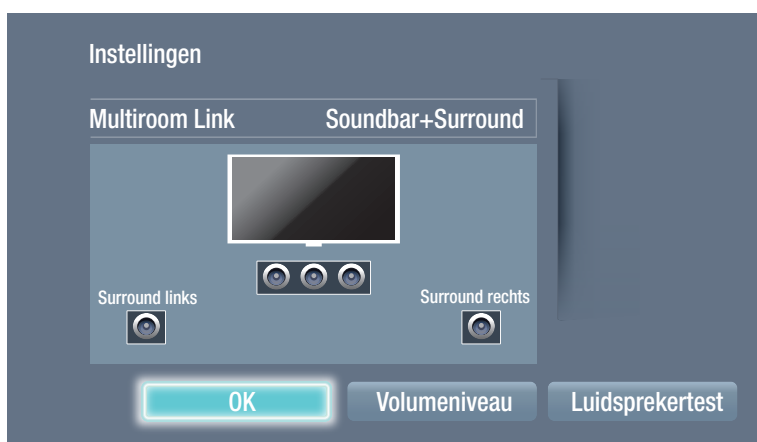 Instellingen
Multiroom Link Soundbar+Surround
Surround links Surround rechts
OK Volumeniveau Luidsprekertest